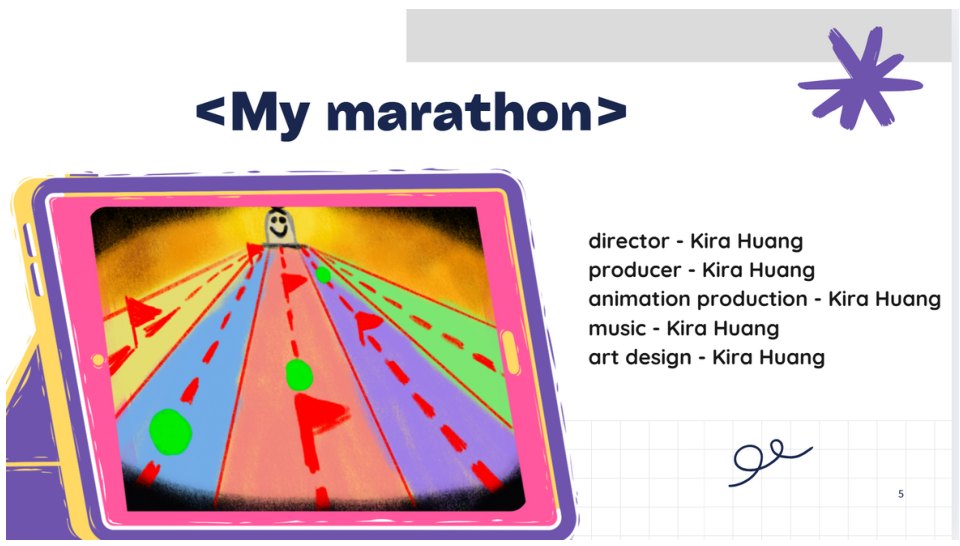 <My marathon>
director - Kira Huang
producer - Kira Huang
animation production - Kira Huang
music - Kira Huang
art design - Kira Huang
5